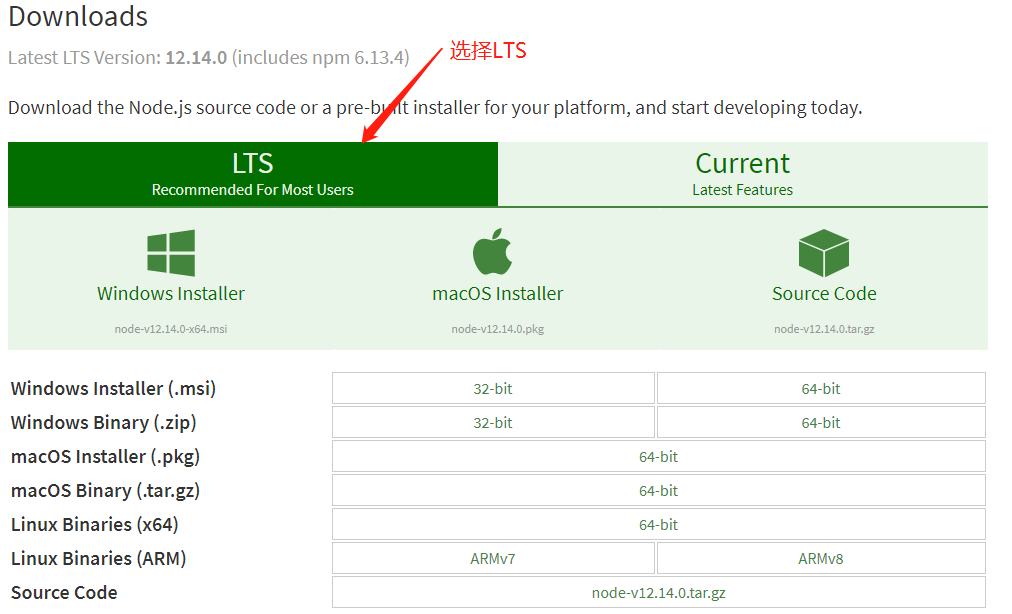 Downloads
选择LTS
Latest LTS Version: 12.14.0 (includes npm 6.13.4)
Download the Node.js source code or a pre-built installer for your platform, and start developing today.
LTS
Recommended For Most Users
Current
Latest Features
Windows Installer
node-v12.14.0-x64.msi
macOS Installer
node-v12.14.0.pkg
Source Code
node-v12.14.0.tar.gz
Windows Installer (.msi) 32-bit 64-bit
Windows Binary (.zip) 32-bit 64-bit
macOS Installer (.pkg) 64-bit
macOS Binary (.tar.gz) 64-bit
Linux Binaries (x64) 64-bit
Linux Binaries (ARM) ARMv7 ARMv8
Source Code node-v12.14.0.tar.gz